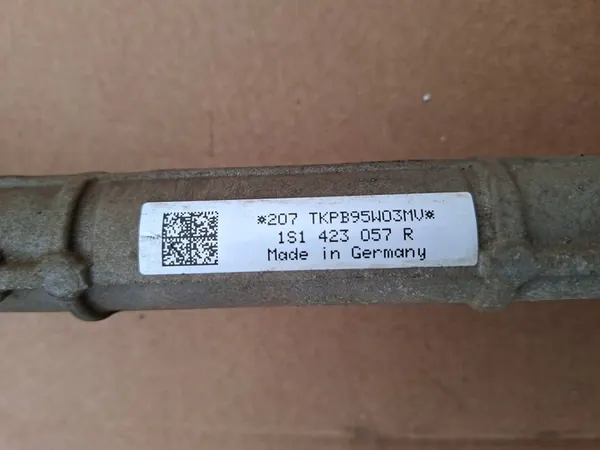 *207 TKPB95W03MV*
1S1 423 057 R
Made in Germany